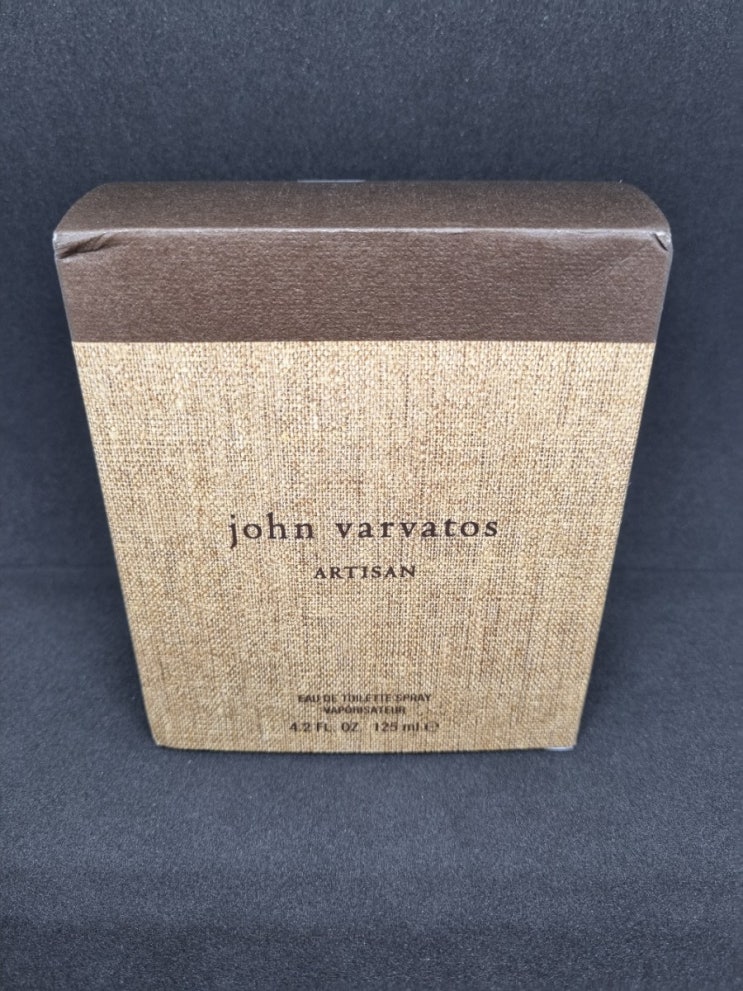 john varvatos
ARTISAN
EAU DE TOILETTE SPRAY
VAPORISATEUR
4.2 FL. OZ. 125 ml ℮